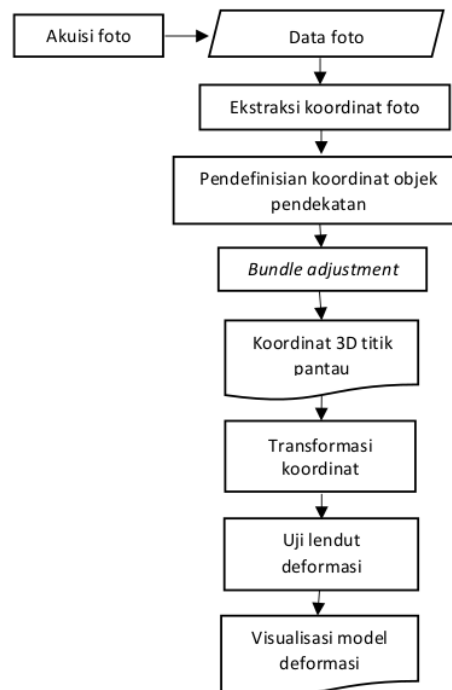 Akuisi foto
Data foto
Ekstraksi koordinat foto
Pendefinisian koordinat objek
pendekatan
Bundle adjustment
Koordinat 3D titik
pantau
Transformasi
koordinat
Uji lendut
deformasi
Visualisasi model
deformasi